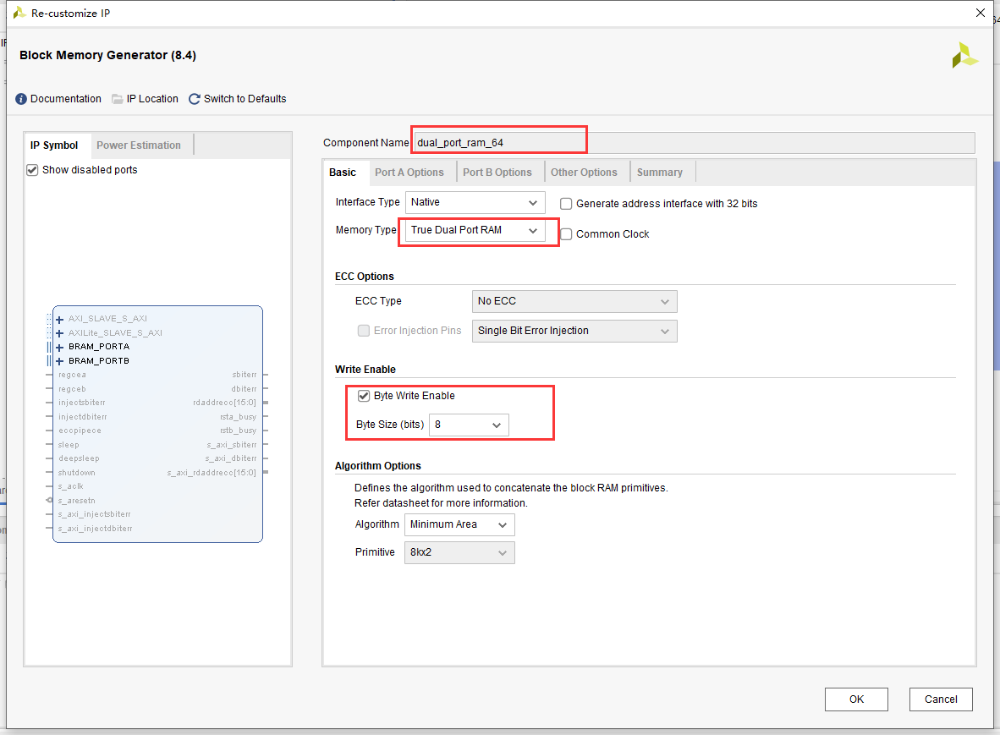 Re-customize IP
Block Memory Generator (8.4)
Documentation IP Location Switch to Defaults
IP Symbol Power Estimation
Show disabled ports
AXI_SLAVE_S_AXI
AXILite_SLAVE_S_AXI
BRAM_PORTA
BRAM_PORTB
regcea sbiterr
regceb dbiterr
injectsbiterr rdaddrecc[15:0]
injectdbiterr rsta_busy
eccpipece rstb_busy
sleep s_axi_sbiterr
deepsleep s_axi_dbiterr
shutdown s_axi_rdaddrecc[15:0]
s_aclk
s_aresetn
s_axi_injectsbiterr
s_axi_injectdbiterr
Component Name dual_port_ram_64
Basic Port A Options Port B Options Other Options Summary
Interface Type Native Generate address interface with 32 bits
Memory Type True Dual Port RAM Common Clock
ECC Options
ECC Type No ECC
Error Injection Pins Single Bit Error Injection
Write Enable
Byte Write Enable
Byte Size (bits) 8
Algorithm Options
Defines the algorithm used to concatenate the block RAM primitives.
Refer datasheet for more information.
Algorithm Minimum Area
Primitive 8kx2
OK Cancel